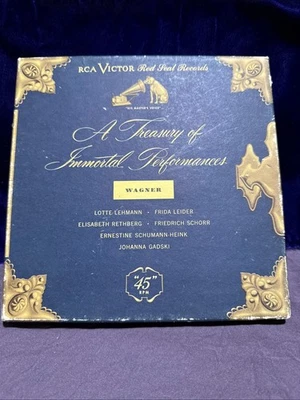 RCA VICTOR Red Seal Records
"HIS MASTER'S VOICE"
A Treasury of
Immortal Performances
WAGNER
LOTTE LEHMANN · FRIDA LEIDER
ELISABETH RETHBERG · FRIEDRICH SCHORR
ERNESTINE SCHUMANN-HEINK
JOHANNA GADSKI
"45"
RPM